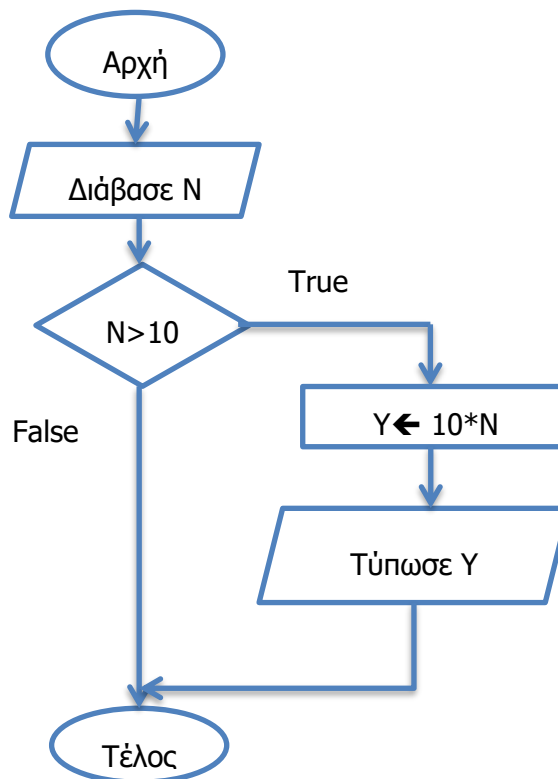 Αρχή
Διάβασε Ν
True
Ν>10
False
Υ🡸 10*Ν
Τύπωσε Υ
Τέλος